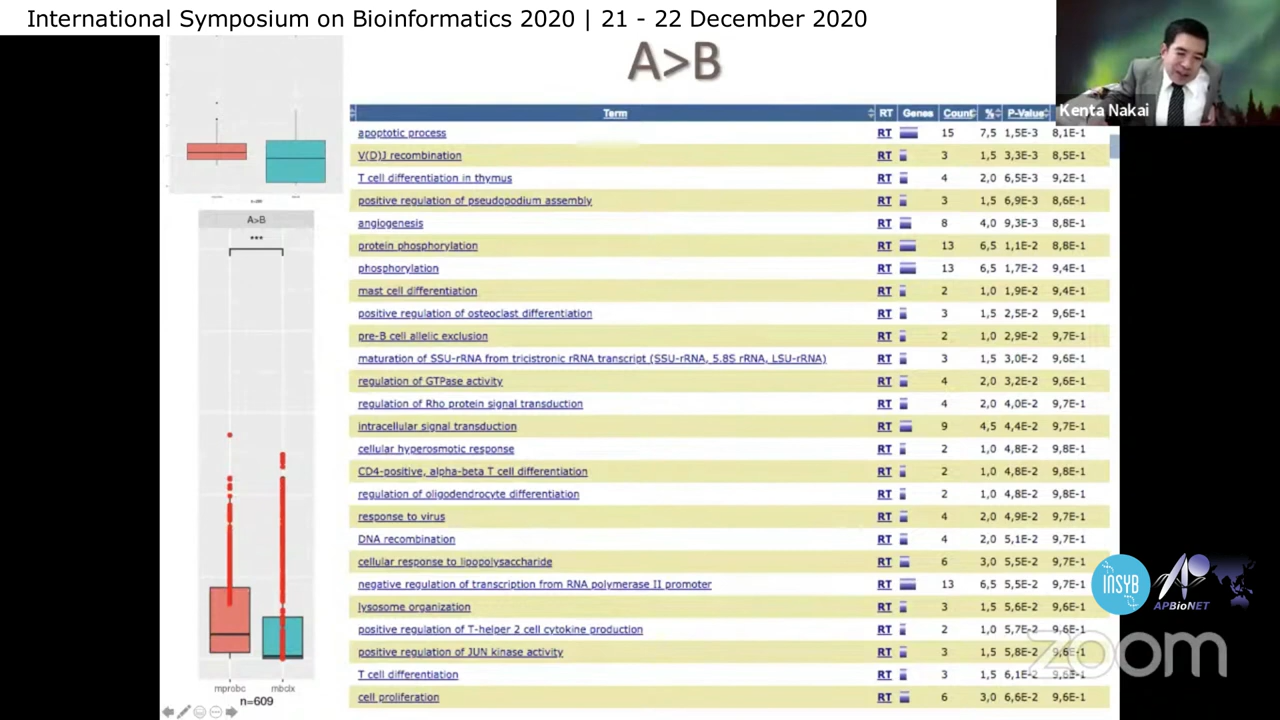 International Symposium on Bioinformatics 2020 | 21 - 22 December 2020
A>B
Kenta Nakai
Term RT Genes Count % P-Value
apoptotic process RT 15 7,5 1,5E-3 8,1E-1
V(D)J recombination RT 3 1,5 3,3E-3 8,5E-1
T cell differentiation in thymus RT 4 2,0 6,5E-3 9,2E-1
positive regulation of pseudopodium assembly RT 3 1,5 6,9E-3 8,6E-1
angiogenesis RT 8 4,0 9,3E-3 8,8E-1
protein phosphorylation RT 13 6,5 1,1E-2 8,8E-1
phosphorylation RT 13 6,5 1,7E-2 9,4E-1
mast cell differentiation RT 2 1,0 1,9E-2 9,4E-1
positive regulation of osteoclast differentiation RT 3 1,5 2,5E-2 9,6E-1
pre-B cell allelic exclusion RT 2 1,0 2,9E-2 9,7E-1
maturation of SSU-rRNA from tricistronic rRNA transcript (SSU-rRNA, 5.8S rRNA, LSU-rRNA) RT 3 1,5 3,0E-2 9,6E-1
regulation of GTPase activity RT 4 2,0 3,2E-2 9,6E-1
regulation of Rho protein signal transduction RT 4 2,0 4,0E-2 9,7E-1
intracellular signal transduction RT 9 4,5 4,4E-2 9,7E-1
cellular hyperosmotic response RT 2 1,0 4,8E-2 9,8E-1
CD4-positive, alpha-beta T cell differentiation RT 2 1,0 4,8E-2 9,8E-1
regulation of oligodendrocyte differentiation RT 2 1,0 4,8E-2 9,8E-1
response to virus RT 4 2,0 4,9E-2 9,7E-1
DNA recombination RT 4 2,0 5,1E-2 9,7E-1
cellular response to lipopolysaccharide RT 6 3,0 5,5E-2 9,7E-1
negative regulation of transcription from RNA polymerase II promoter RT 13 6,5 5,5E-2 9,7E-1
lysosome organization RT 3 1,5 5,6E-2 9,6E-1
positive regulation of T-helper 2 cell cytokine production RT 2 1,0 5,7E-2 9,6E-1
positive regulation of JUN kinase activity RT 3 1,5 5,8E-2 9,6E-1
T cell differentiation RT 3 1,5 6,1E-2 9,6E-1
cell proliferation RT 6 3,0 6,6E-2 9,6E-1
A>B
***
mprobc mbclx
n=609
INSYB
APBioNET
zoom